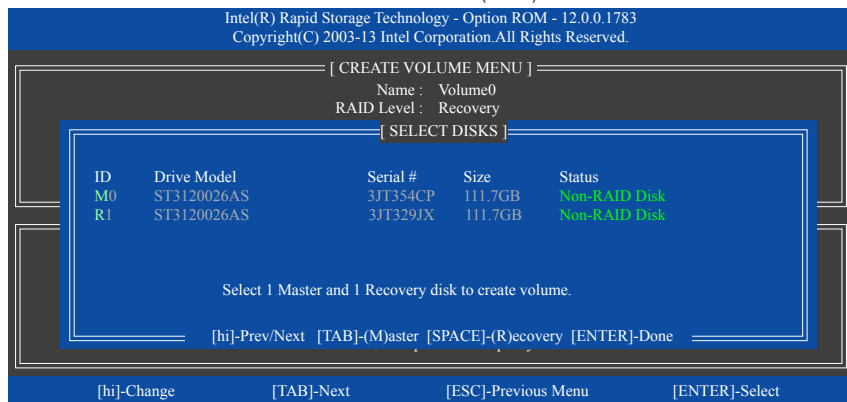 Intel(R) Rapid Storage Technology - Option ROM - 12.0.0.1783
Copyright(C) 2003-13 Intel Corporation.All Rights Reserved.
[ CREATE VOLUME MENU ]
Name : Volume0
RAID Level : Recovery
[ SELECT DISKS ]
ID Drive Model Serial # Size Status
M0 ST3120026AS 3JT354CP 111.7GB Non-RAID Disk
R1 ST3120026AS 3JT329JX 111.7GB Non-RAID Disk
Select 1 Master and 1 Recovery disk to create volume.
[hi]-Prev/Next [TAB]-(M)aster [SPACE]-(R)ecovery [ENTER]-Done
[hi]-Change [TAB]-Next [ESC]-Previous Menu [ENTER]-Select